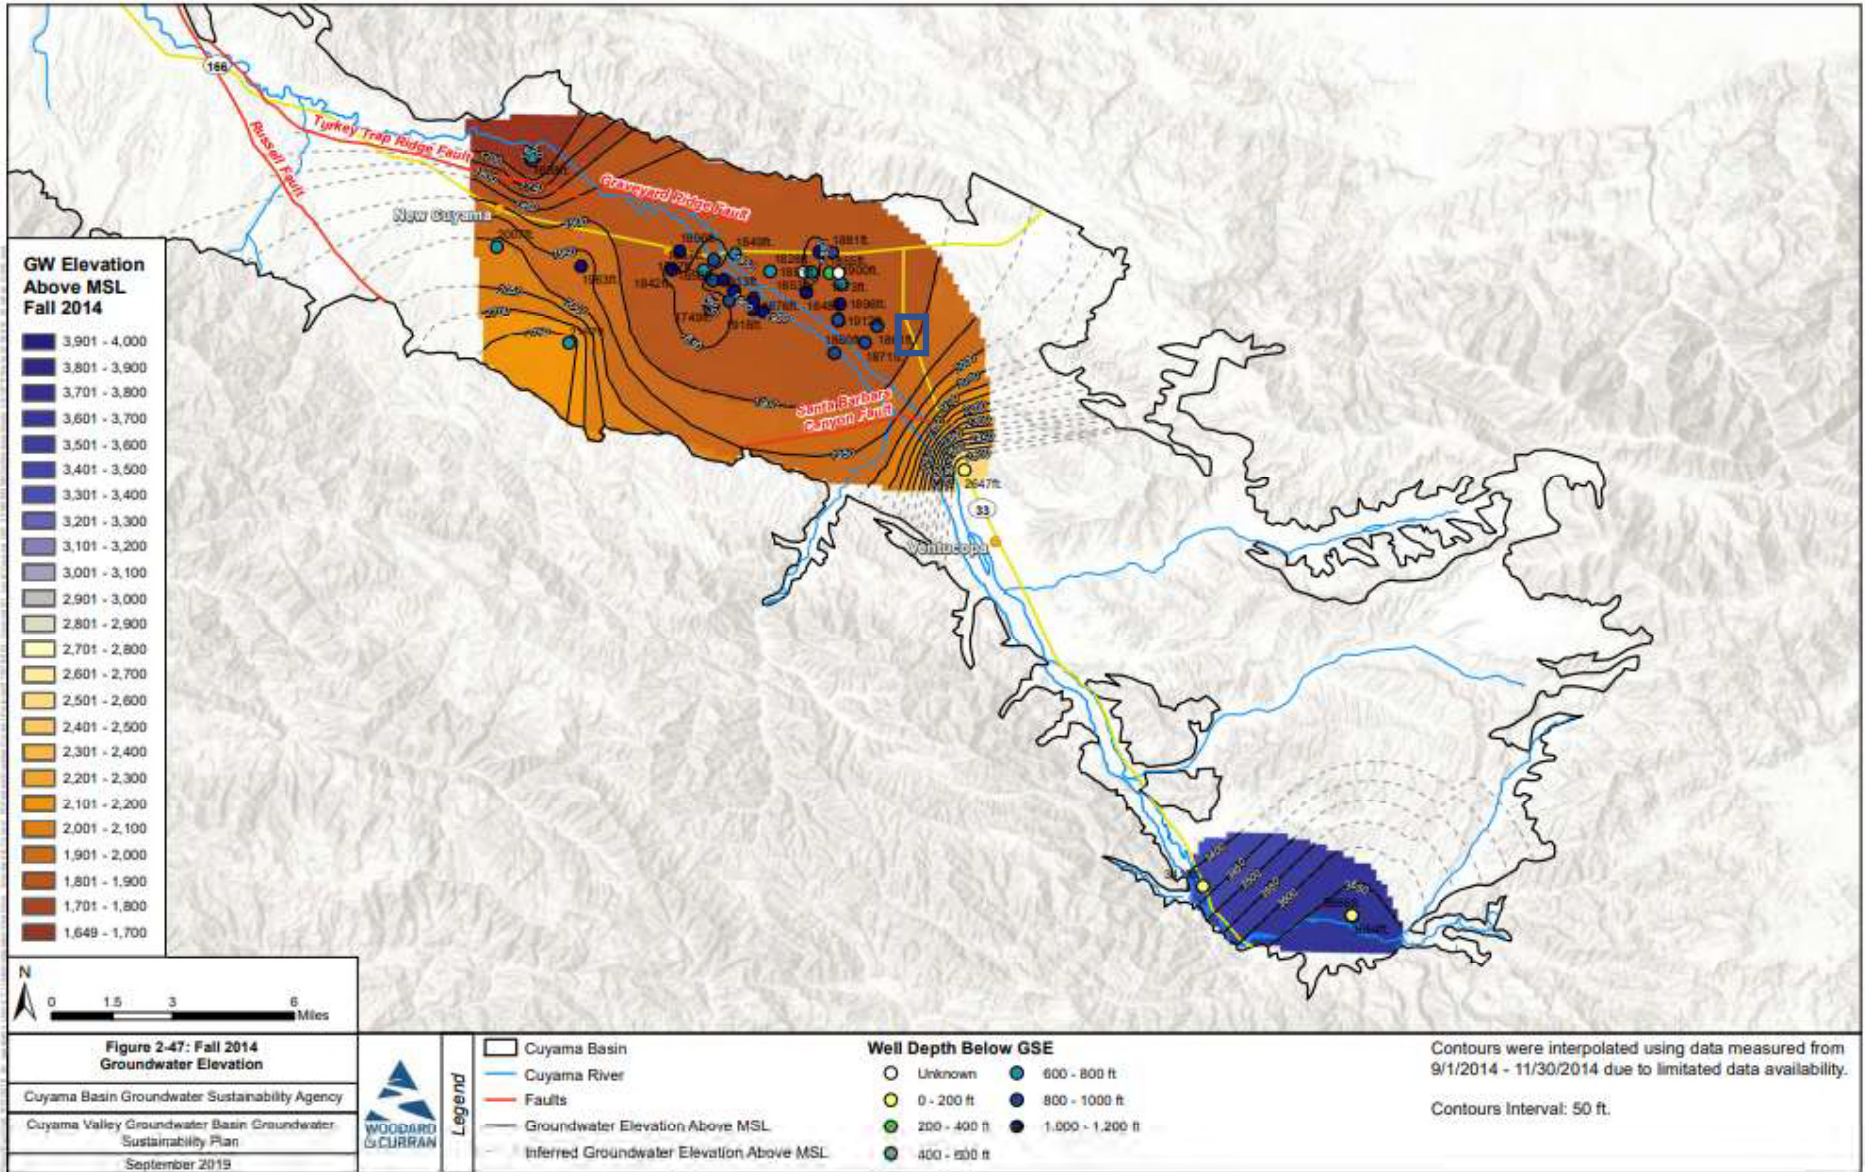 166
Turkey Trap Ridge Fault
Russell Fault
Graveyard Ridge Fault
New Cuyama
1849ft.
1881ft.
1963ft.
1900ft.
1898ft.
1918ft.
Santa Barbara
Canyon Fault
2647ft.
33
Ventucopa
GW Elevation
Above MSL
Fall 2014
3,901 - 4,000
3,801 - 3,900
3,701 - 3,800
3,601 - 3,700
3,501 - 3,600
3,401 - 3,500
3,301 - 3,400
3,201 - 3,300
3,101 - 3,200
3,001 - 3,100
2,901 - 3,000
2,801 - 2,900
2,701 - 2,800
2,601 - 2,700
2,501 - 2,600
2,401 - 2,500
2,301 - 2,400
2,201 - 2,300
2,101 - 2,200
2,001 - 2,100
1,901 - 2,000
1,801 - 1,900
1,701 - 1,800
1,649 - 1,700
N
0 1.5 3 6
Miles
Figure 2-47: Fall 2014
Groundwater Elevation
Cuyama Basin Groundwater Sustainability Agency
Cuyama Valley Groundwater Basin Groundwater
Sustainability Plan
September 2019
WOODARD
&CURRAN
Legend
Cuyama Basin
Cuyama River
Faults
Groundwater Elevation Above MSL
Inferred Groundwater Elevation Above MSL
Well Depth Below GSE
Unknown
0 - 200 ft
200 - 400 ft
400 - 600 ft
600 - 800 ft
800 - 1000 ft
1,000 - 1,200 ft
Contours were interpolated using data measured from
9/1/2014 - 11/30/2014 due to limitated data availability.
Contours Interval: 50 ft.